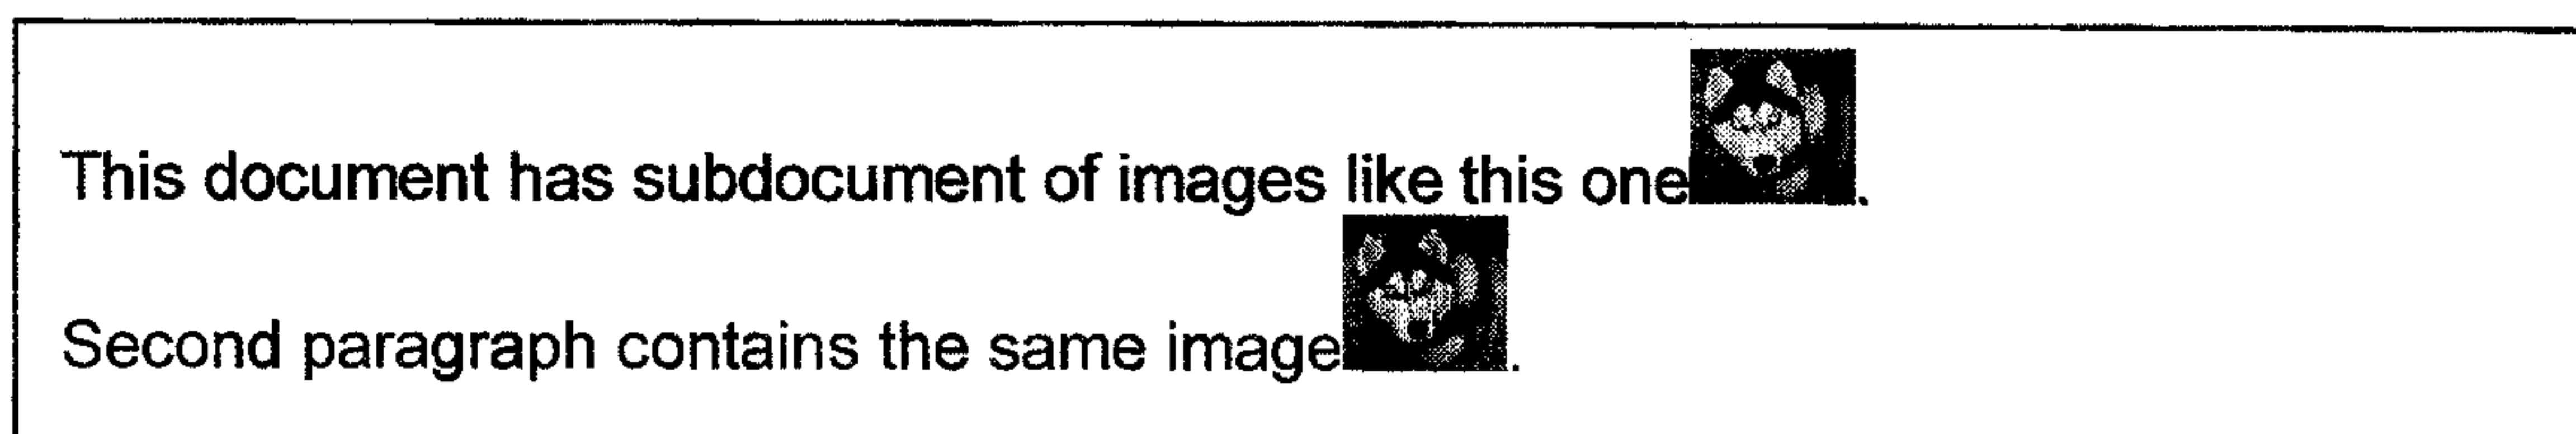 This document has subdocument of images like this one.
Second paragraph contains the same image.